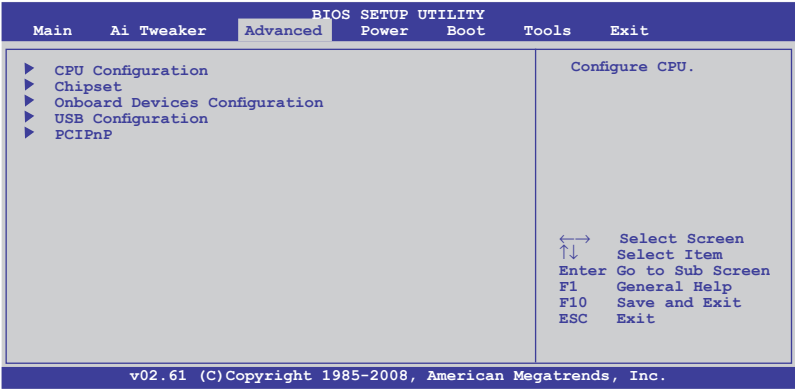 BIOS SETUP UTILITY
Main Ai Tweaker Advanced Power Boot Tools Exit
CPU Configuration
Chipset
Onboard Devices Configuration
USB Configuration
PCIPnP
Configure CPU.
←→ Select Screen
↑↓ Select Item
Enter Go to Sub Screen
F1 General Help
F10 Save and Exit
ESC Exit
v02.61 (C)Copyright 1985-2008, American Megatrends, Inc.